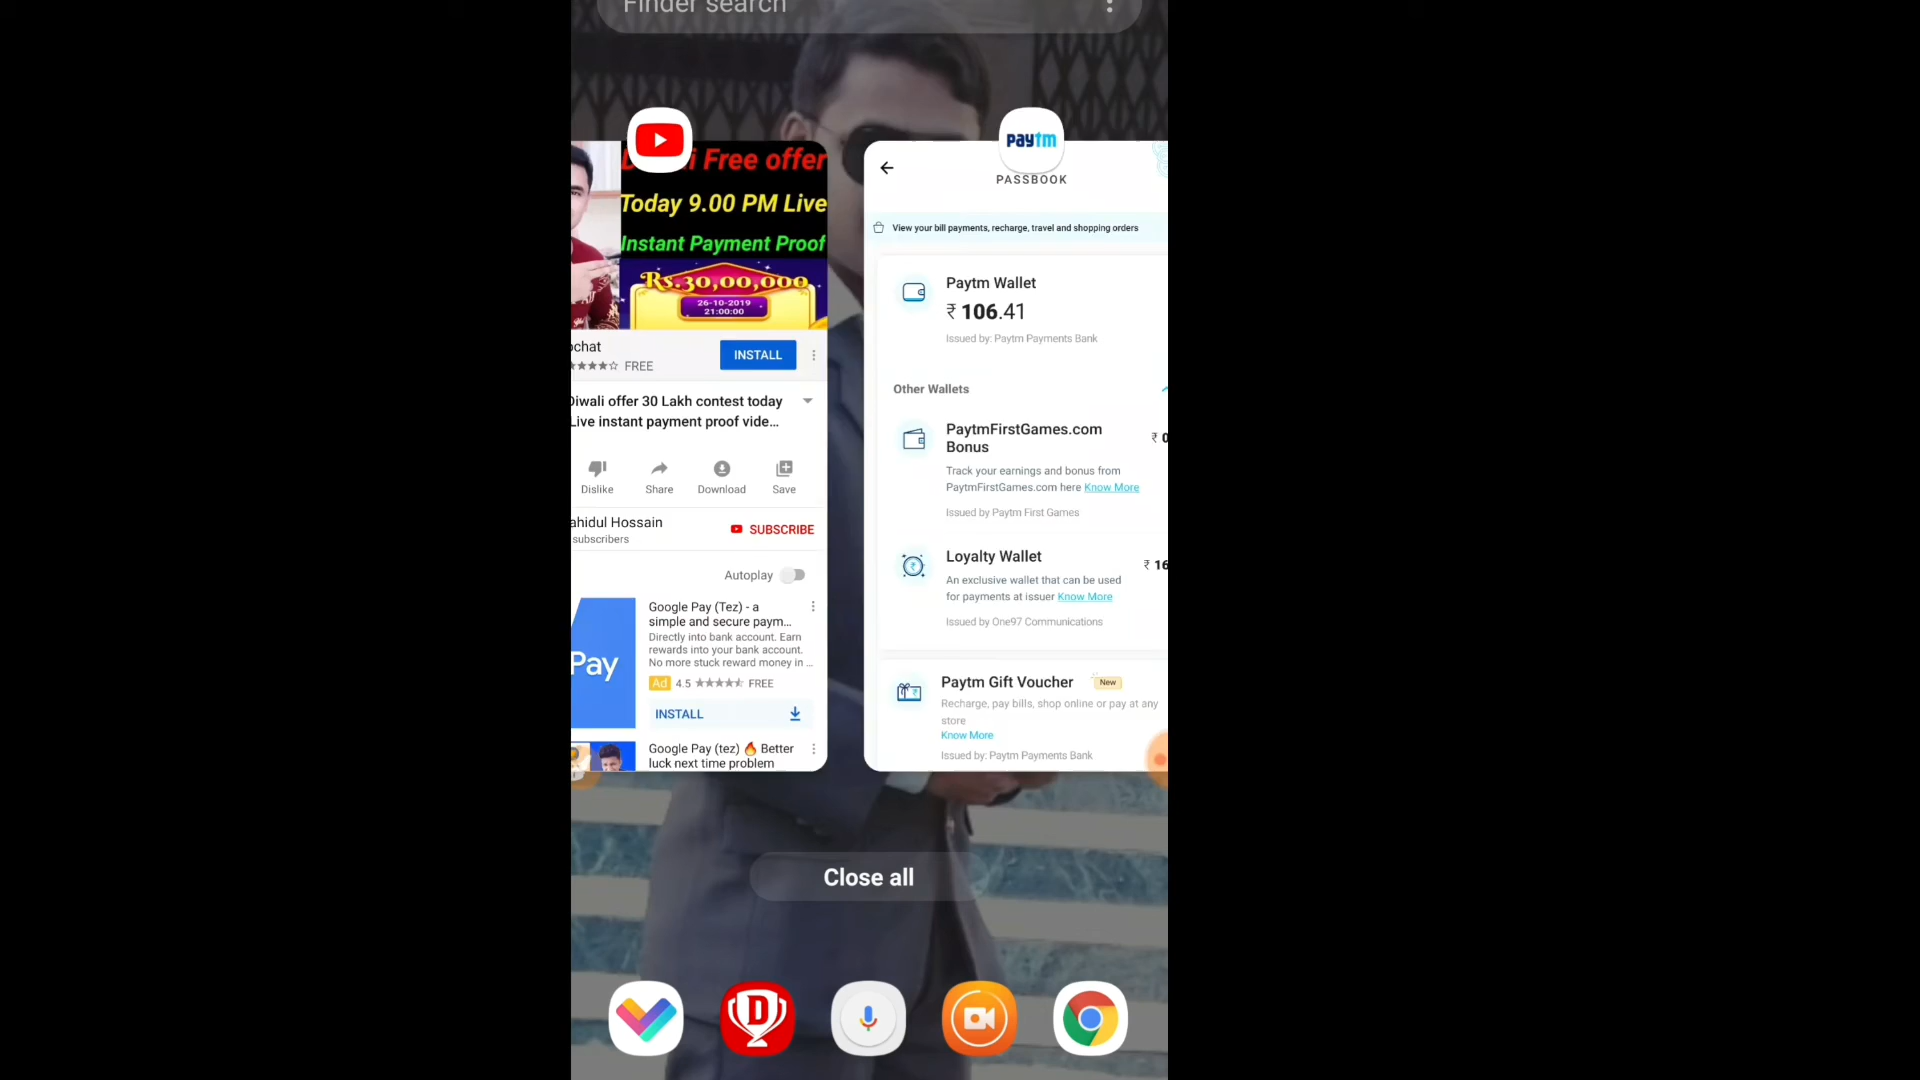 Finder search
Free offer
Today 9.00 PM Live
Instant Payment Proof
Rs.30,00,000
26-10-2019
21:00:00
FREE
INSTALL
Diwali offer 30 Lakh contest today
Live instant payment proof vide...
Dislike
Share
Download
Save
ahidul Hossain
subscribers
SUBSCRIBE
Autoplay
Pay
Google Pay (Tez) - a
simple and secure paym...
Directly into bank account. Earn
rewards into your bank account.
No more stuck reward money in ...
Ad 4.5 FREE
INSTALL
Google Pay (tez) 🔥 Better
luck next time problem
paytm
PASSBOOK
View your bill payments, recharge, travel and shopping orders
Paytm Wallet
₹ 106.41
Issued by: Paytm Payments Bank
Other Wallets
PaytmFirstGames.com
Bonus
₹ 0
Track your earnings and bonus from
PaytmFirstGames.com here Know More
Issued by Paytm First Games
Loyalty Wallet
₹ 16
An exclusive wallet that can be used
for payments at issuer Know More
Issued by One97 Communications
Paytm Gift Voucher New
Recharge, pay bills, shop online or pay at any
store
Know More
Issued by: Paytm Payments Bank
Close all
D